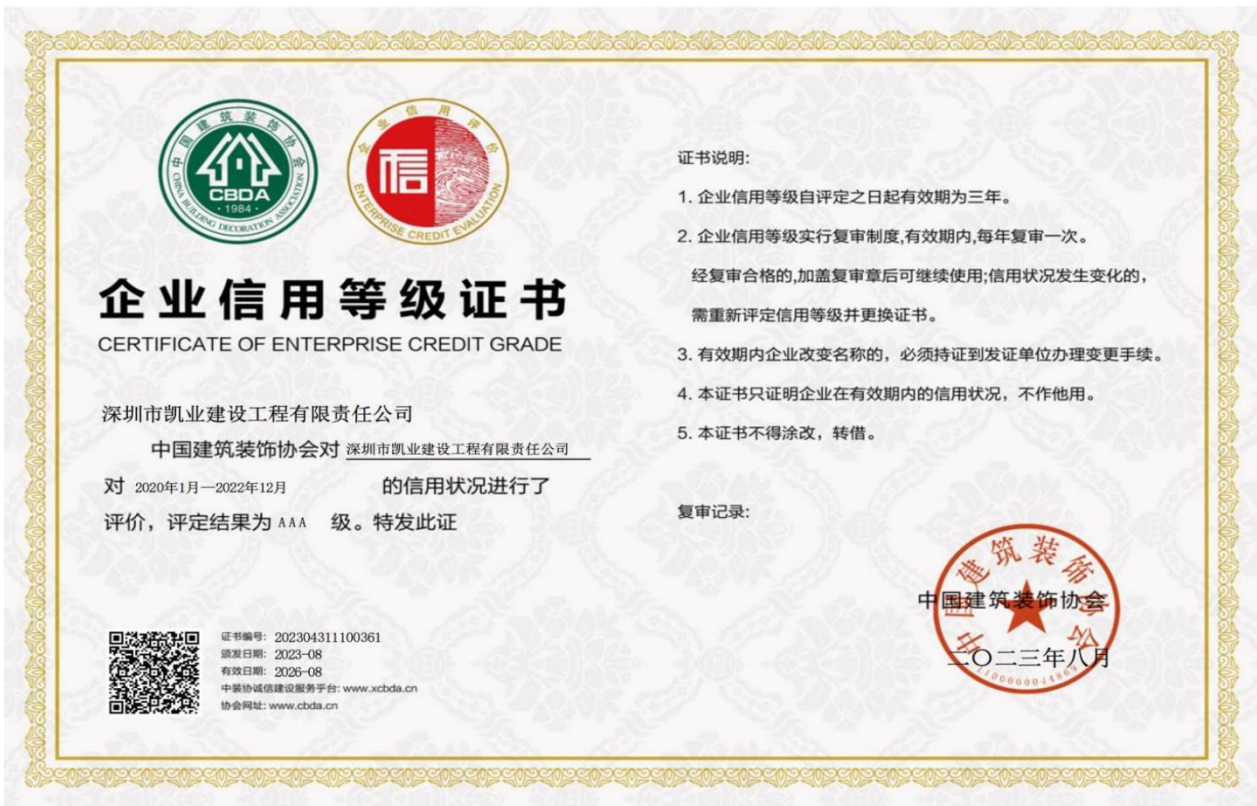 中国建筑装饰协会
CBDA
·1984·
CHINA BUILDING DECORATION ASSOCIATION
企业信用评价
信
ENTERPRISE CREDIT EVALUATION
企业信用等级证书
CERTIFICATE OF ENTERPRISE CREDIT GRADE
深圳市凯业建设工程有限责任公司
中国建筑装饰协会对 深圳市凯业建设工程有限责任公司
对 2020年1月—2022年12月 的信用状况进行了
评价，评定结果为 AAA 级。特发此证
证书编号: 202304311100361
颁发日期: 2023-08
有效日期: 2026-08
中装协诚信建设服务平台: www.xcbda.cn
协会网址: www.cbda.cn
证书说明:
1. 企业信用等级自评定之日起有效期为三年。
2. 企业信用等级实行复审制度,有效期内,每年复审一次。
经复审合格的,加盖复审章后可继续使用;信用状况发生变化的，
需重新评定信用等级并更换证书。
3. 有效期内企业改变名称的，必须持证到发证单位办理变更手续。
4. 本证书只证明企业在有效期内的信用状况，不作他用。
5. 本证书不得涂改，转借。
复审记录:
中国建筑装饰协会
中国建筑装饰协会
二〇二三年八月